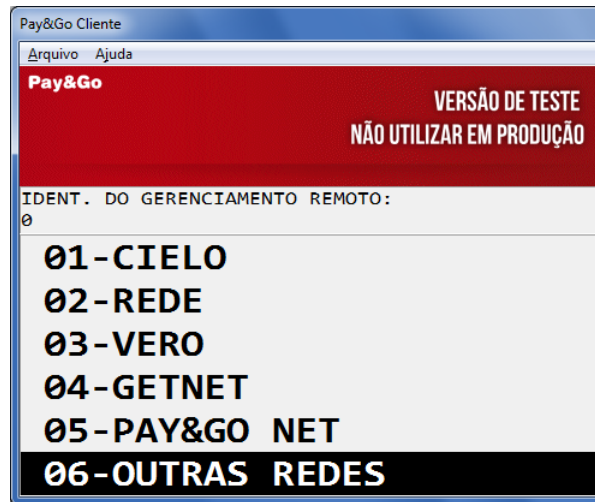 Pay&Go Cliente
Arquivo Ajuda
Pay&Go
VERSÃO DE TESTE
NÃO UTILIZAR EM PRODUÇÃO
IDENT. DO GERENCIAMENTO REMOTO:
0
01-CIELO
02-REDE
03-VERO
04-GETNET
05-PAY&GO NET
06-OUTRAS REDES